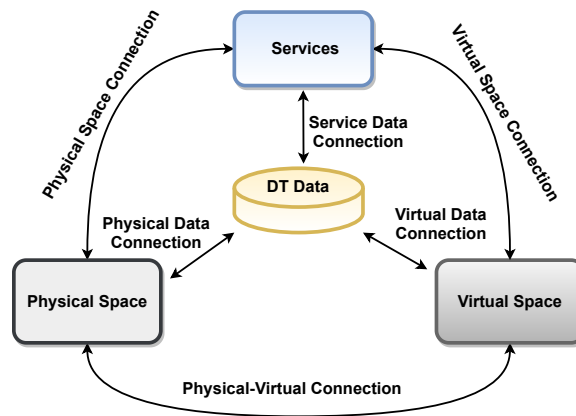 Services
Physical Space Connection
Virtual Space Connection
Service Data
Connection
DT Data
Physical Data
Connection
Virtual Data
Connection
Physical Space
Virtual Space
Physical-Virtual Connection